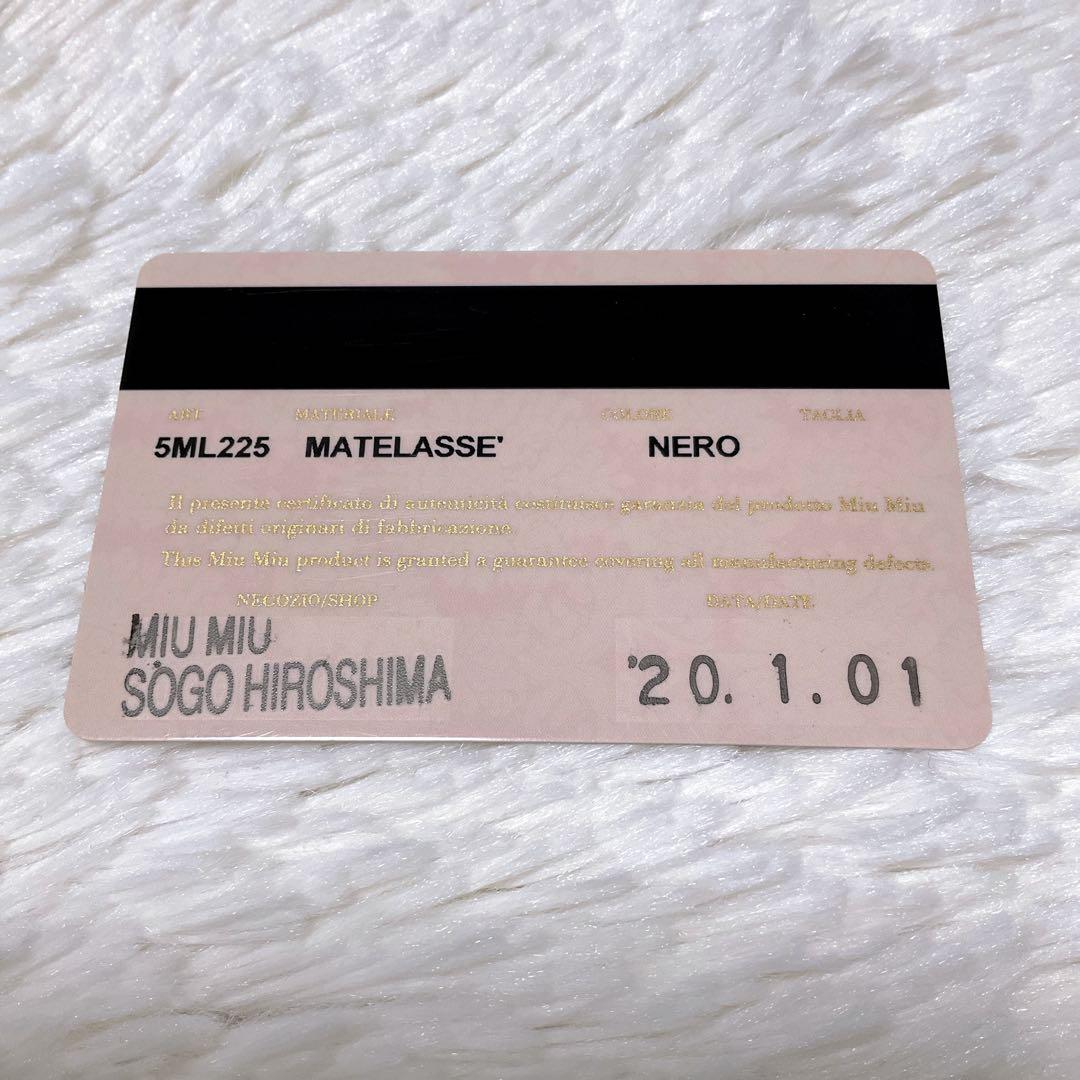 ART MATERIALE COLORE TAGLIA
5ML225 MATELASSE' NERO
Il presente certificato di autenicità costituisce garanzia del prodotto Miu Miu
da difetti originari di fabbricazione.
This Miu Miu product is granted a guarantee covering all manufacturing defects.
NEGOZIO/SHOP DATA/DATE
MIU MIU
SOGO HIROSHIMA '20. 1. 01